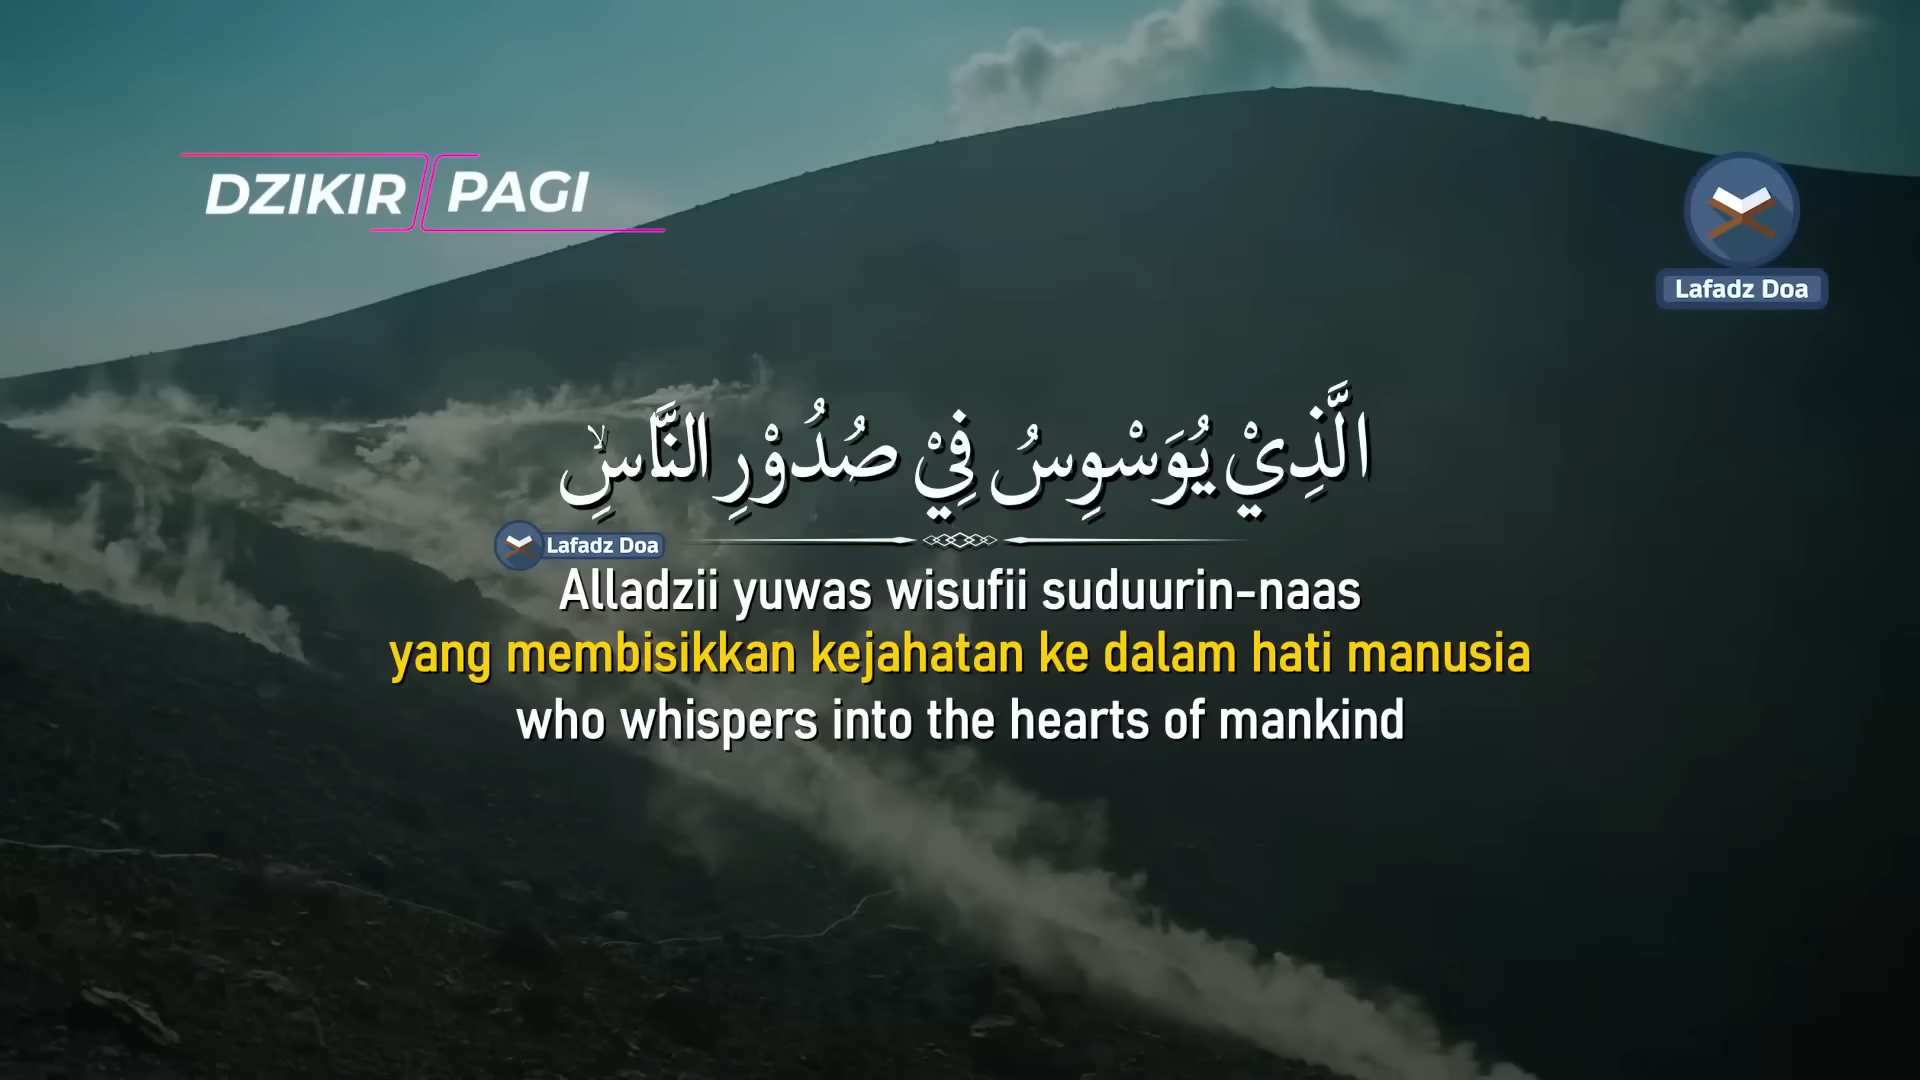 DZIKIR PAGI
Lafadz Doa
الَّذِيْ يُوَسْوِسُ فِيْ صُدُوْرِ النَّاسِۙ
Lafadz Doa
Alladzii yuwas wisufii suduurin-naas
yang membisikkan kejahatan ke dalam hati manusia
who whispers into the hearts of mankind